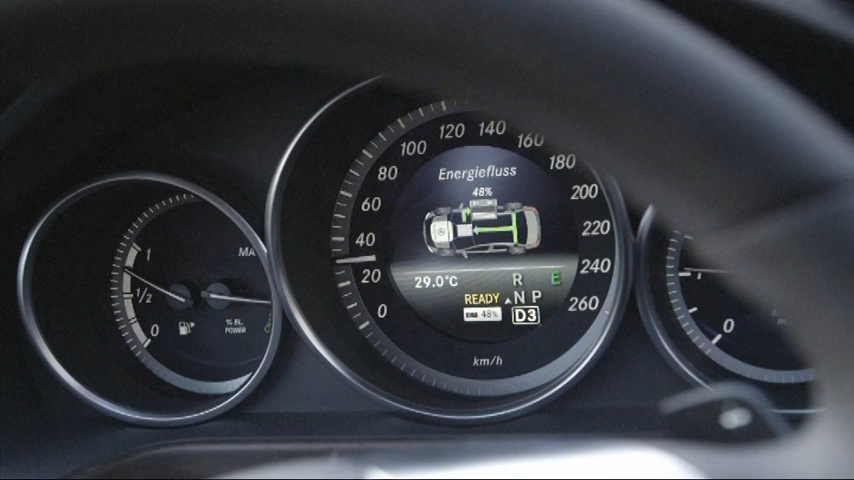 1
1/2
0
MA
% EL.
POWER
0
20
40
60
80
100
120
140
160
180
200
220
240
260
Energiefluss
48%
29.0°C
R
E
READY
N P
48%
D3
km/h
0